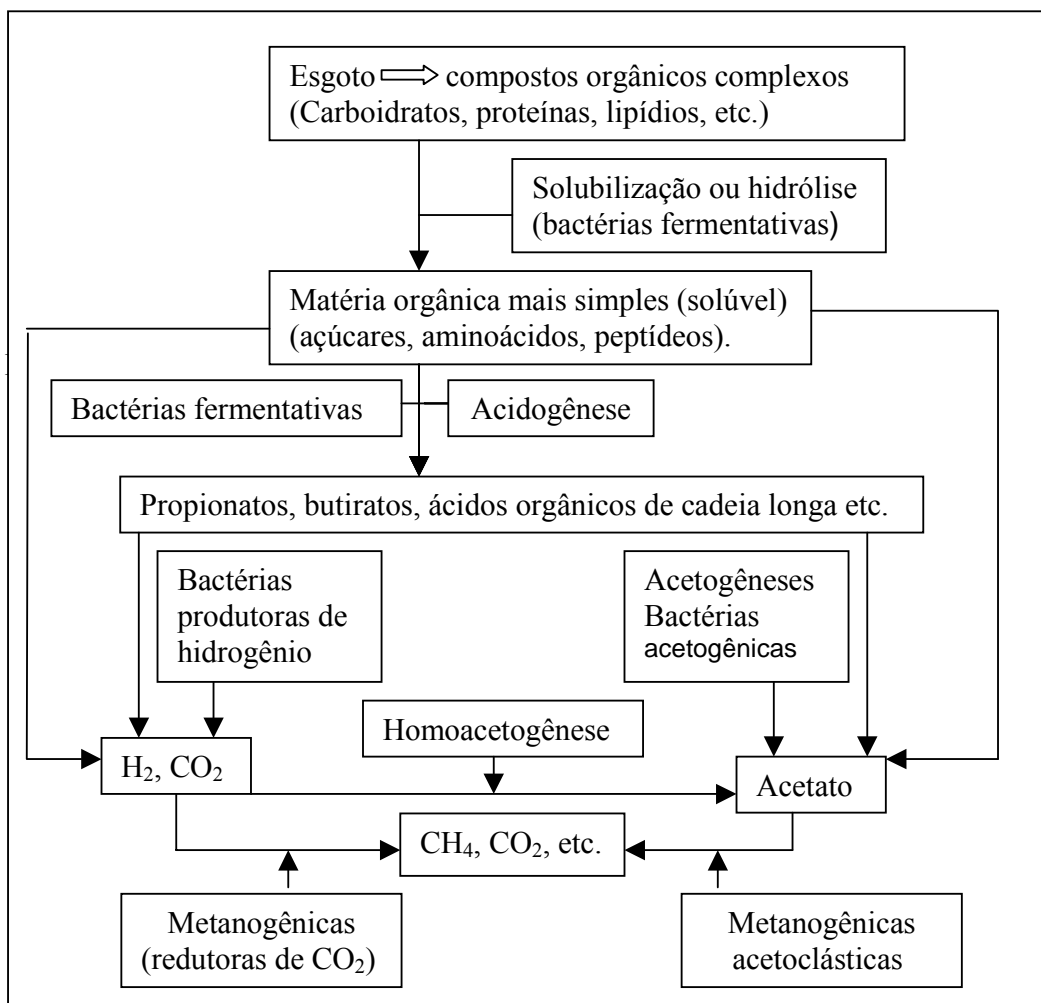 Esgoto ⇒ compostos orgânicos complexos
(Carboidratos, proteínas, lipídios, etc.)
Solubilização ou hidrólise
(bactérias fermentativas)
Matéria orgânica mais simples (solúvel)
(açúcares, aminoácidos, peptídeos).
Bactérias fermentativas
Acidogênese
Propionatos, butiratos, ácidos orgânicos de cadeia longa etc.
Bactérias
produtoras de
hidrogênio
Acetogêneses
Bactérias
acetogênicas
Homoacetogênese
H₂, CO₂
Acetato
CH₄, CO₂, etc.
Metanogênicas
(redutoras de CO₂)
Metanogênicas
acetoclásticas